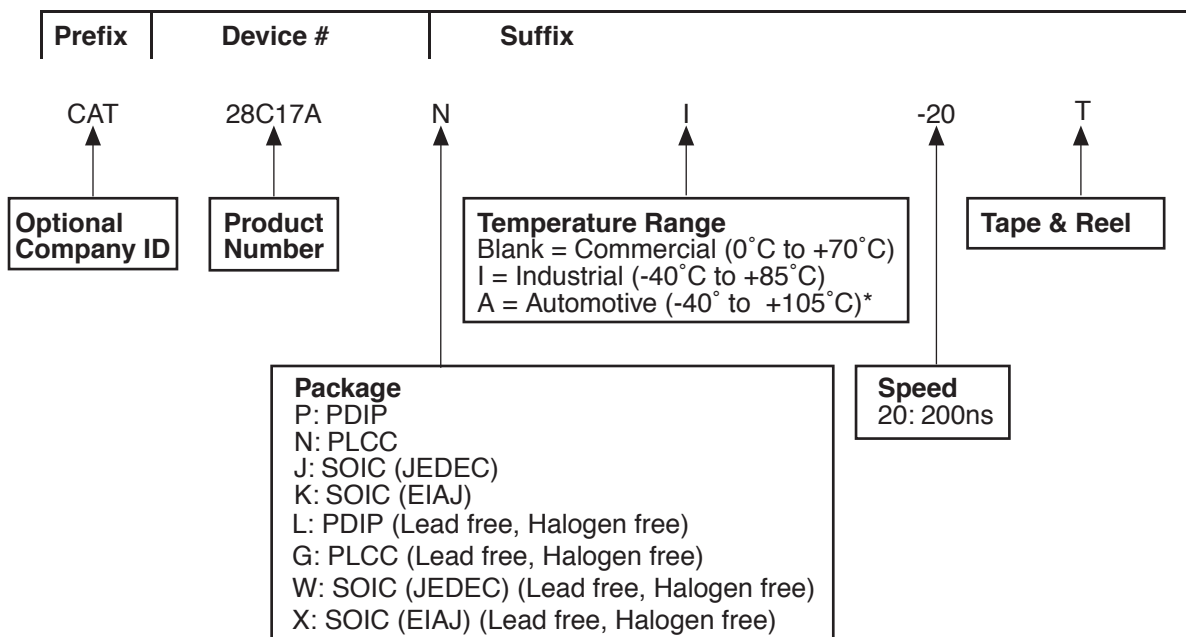 Prefix Device # Suffix
CAT 28C17A N I -20 T
Optional
Company ID
Product
Number
Temperature Range
Blank = Commercial (0˚C to +70˚C)
I = Industrial (-40˚C to +85˚C)
A = Automotive (-40˚ to +105˚C)*
Tape & Reel
Package
P: PDIP
N: PLCC
J: SOIC (JEDEC)
K: SOIC (EIAJ)
L: PDIP (Lead free, Halogen free)
G: PLCC (Lead free, Halogen free)
W: SOIC (JEDEC) (Lead free, Halogen free)
X: SOIC (EIAJ) (Lead free, Halogen free)
Speed
20: 200ns